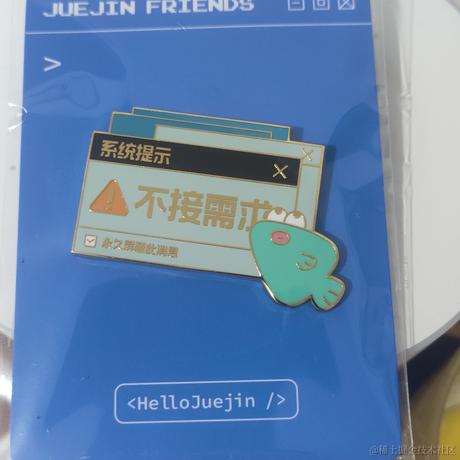 JUEJIN FRIENDS
>
系统提示
不接需求
永久屏蔽此消息
<HelloJuejin />
@稀土掘金技术社区